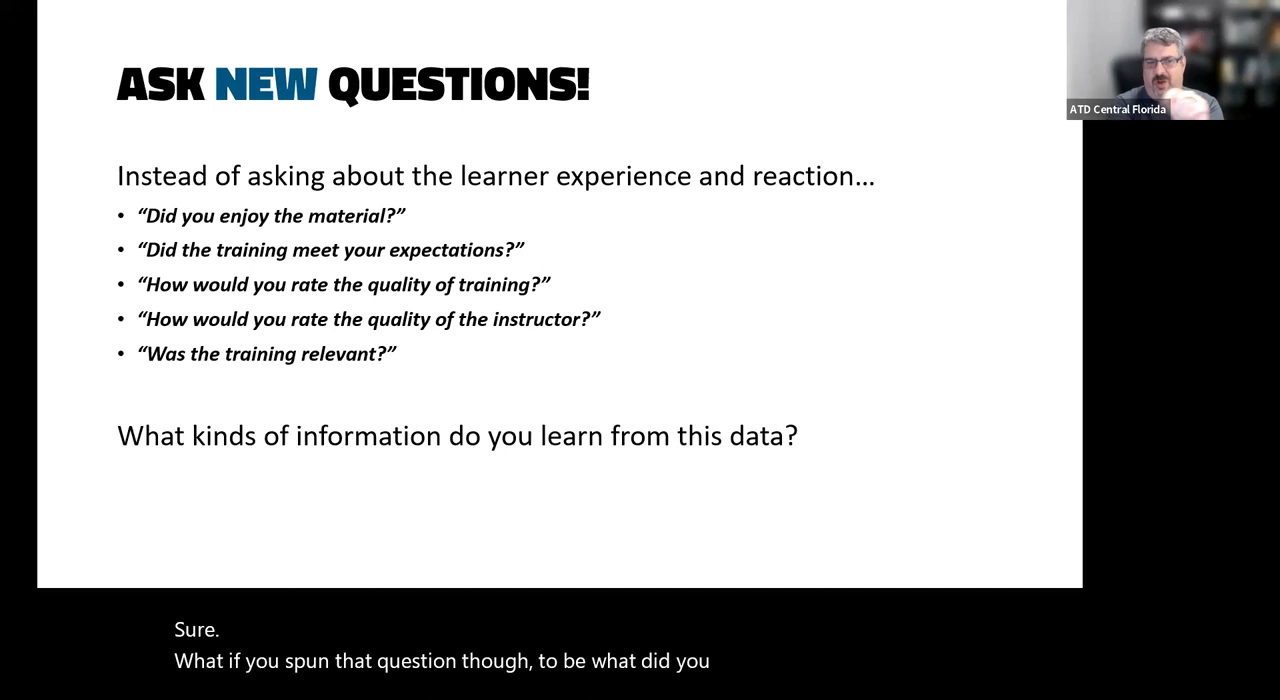 ASK NEW QUESTIONS!
ATD Central Florida
Instead of asking about the learner experience and reaction...
• “Did you enjoy the material?”
• “Did the training meet your expectations?”
• “How would you rate the quality of training?”
• “How would you rate the quality of the instructor?”
• “Was the training relevant?”
What kinds of information do you learn from this data?
Sure.
What if you spun that question though, to be what did you